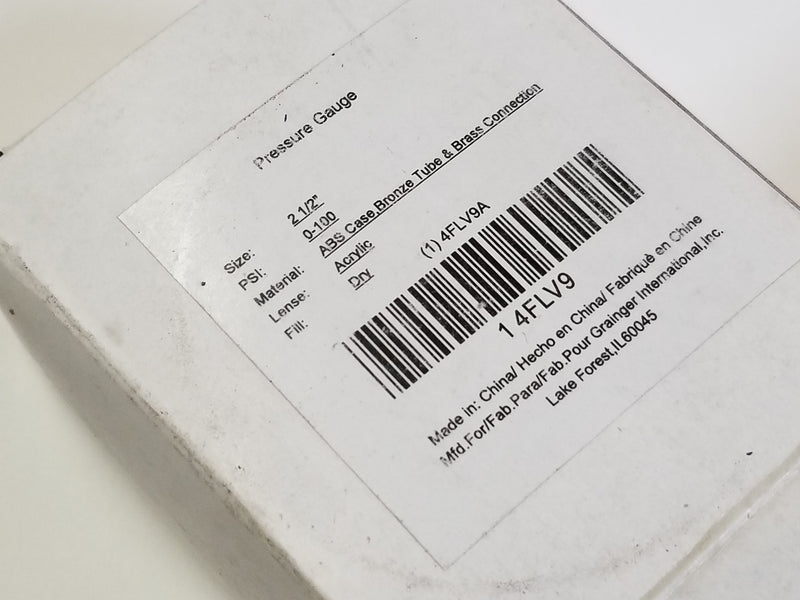 Pressure Gauge
Size: 2 1/2"
PSI: 0-100
Material: ABS Case,Bronze Tube & Brass Connection
Lense: Acrylic
Fill: Dry
(1) 4FLV9A
1 4FLV9
Made in: China/ Hecho en China/ Fabriquè en Chine
Mfd.For/Fab.Para/Fab.Pour Grainger International,Inc.
Lake Forest,IL60045